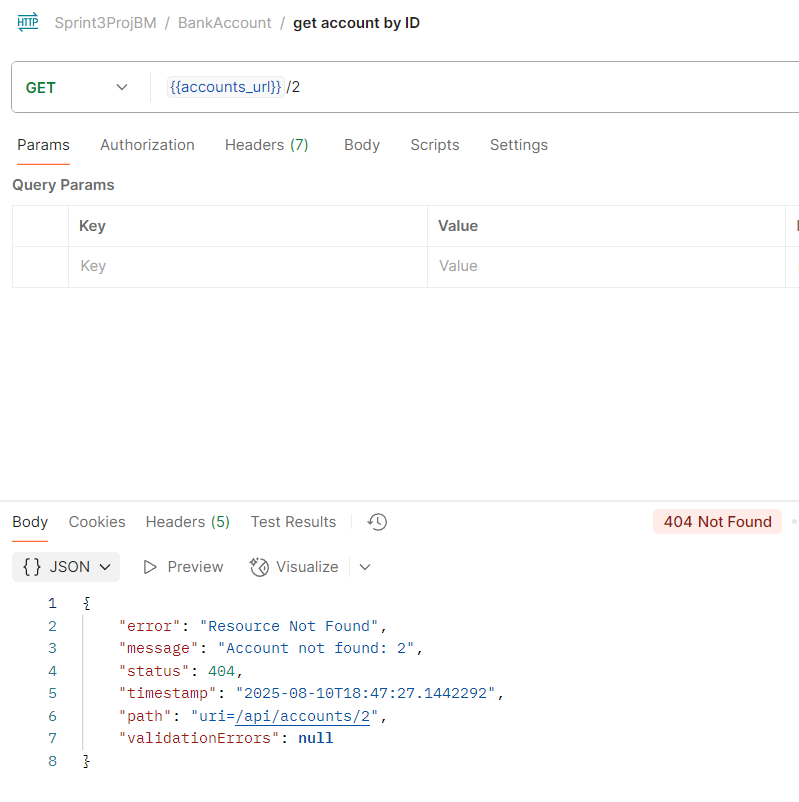 HTTP Sprint3ProjBM / BankAccount / get account by ID
GET {{accounts_url}} /2
Params Authorization Headers (7) Body Scripts Settings
Query Params
Key Value
Key Value
Body Cookies Headers (5) Test Results 404 Not Found
{} JSON Preview Visualize
1 {
2 "error": "Resource Not Found",
3 "message": "Account not found: 2",
4 "status": 404,
5 "timestamp": "2025-08-10T18:47:27.1442292",
6 "path": "uri=/api/accounts/2",
7 "validationErrors": null
8 }